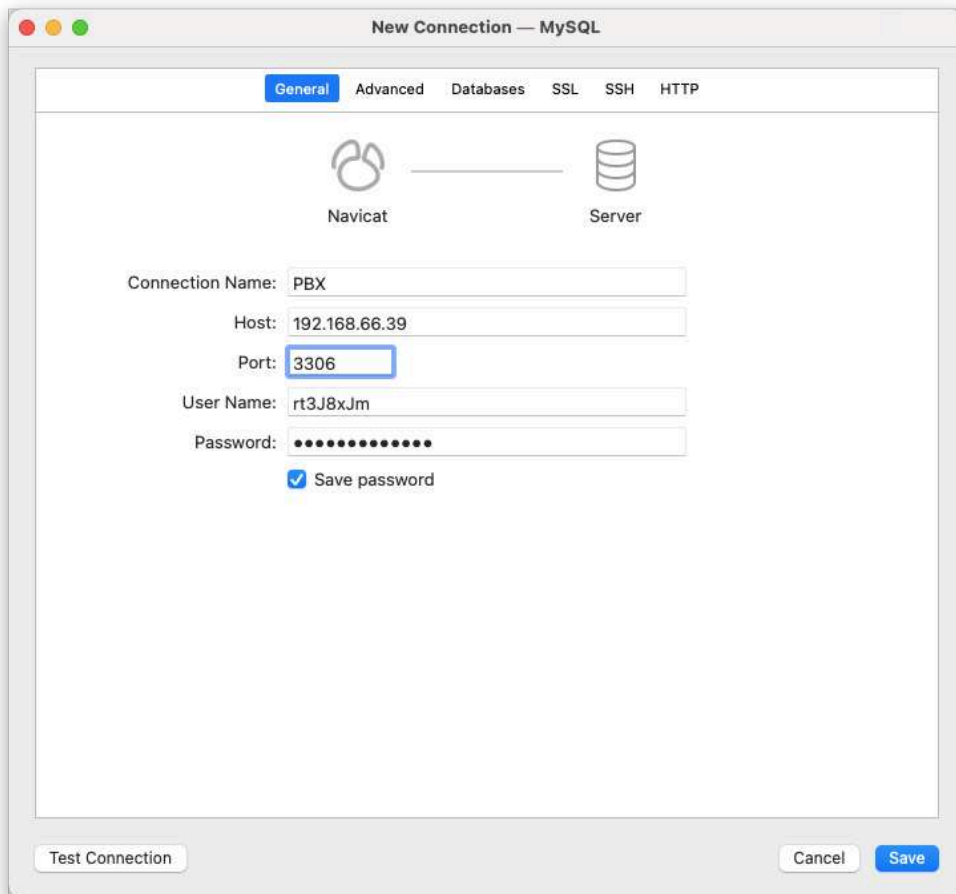 New Connection — MySQL
General Advanced Databases SSL SSH HTTP
Navicat Server
Connection Name: PBX
Host: 192.168.66.39
Port: 3306
User Name: rt3J8xJm
Password: •••••••••••••
Save password
Test Connection Cancel Save